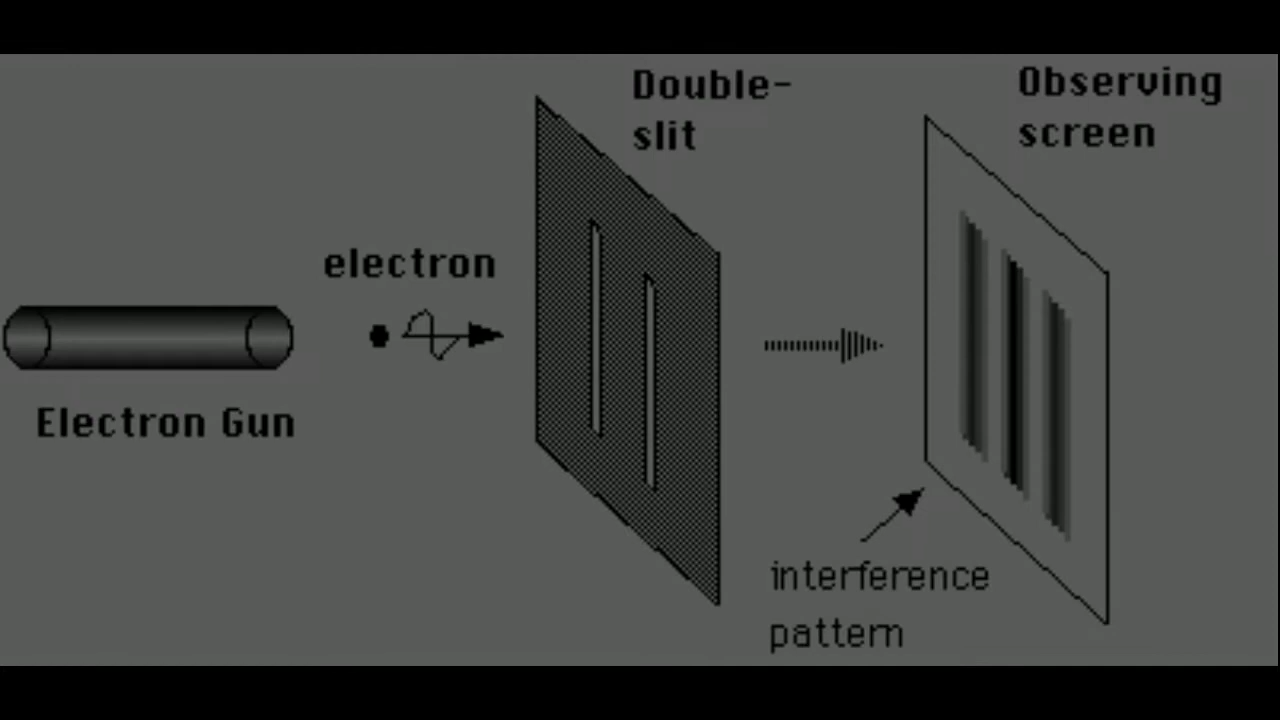 Double-
slit
Observing
screen
electron
Electron Gun
interference
pattern